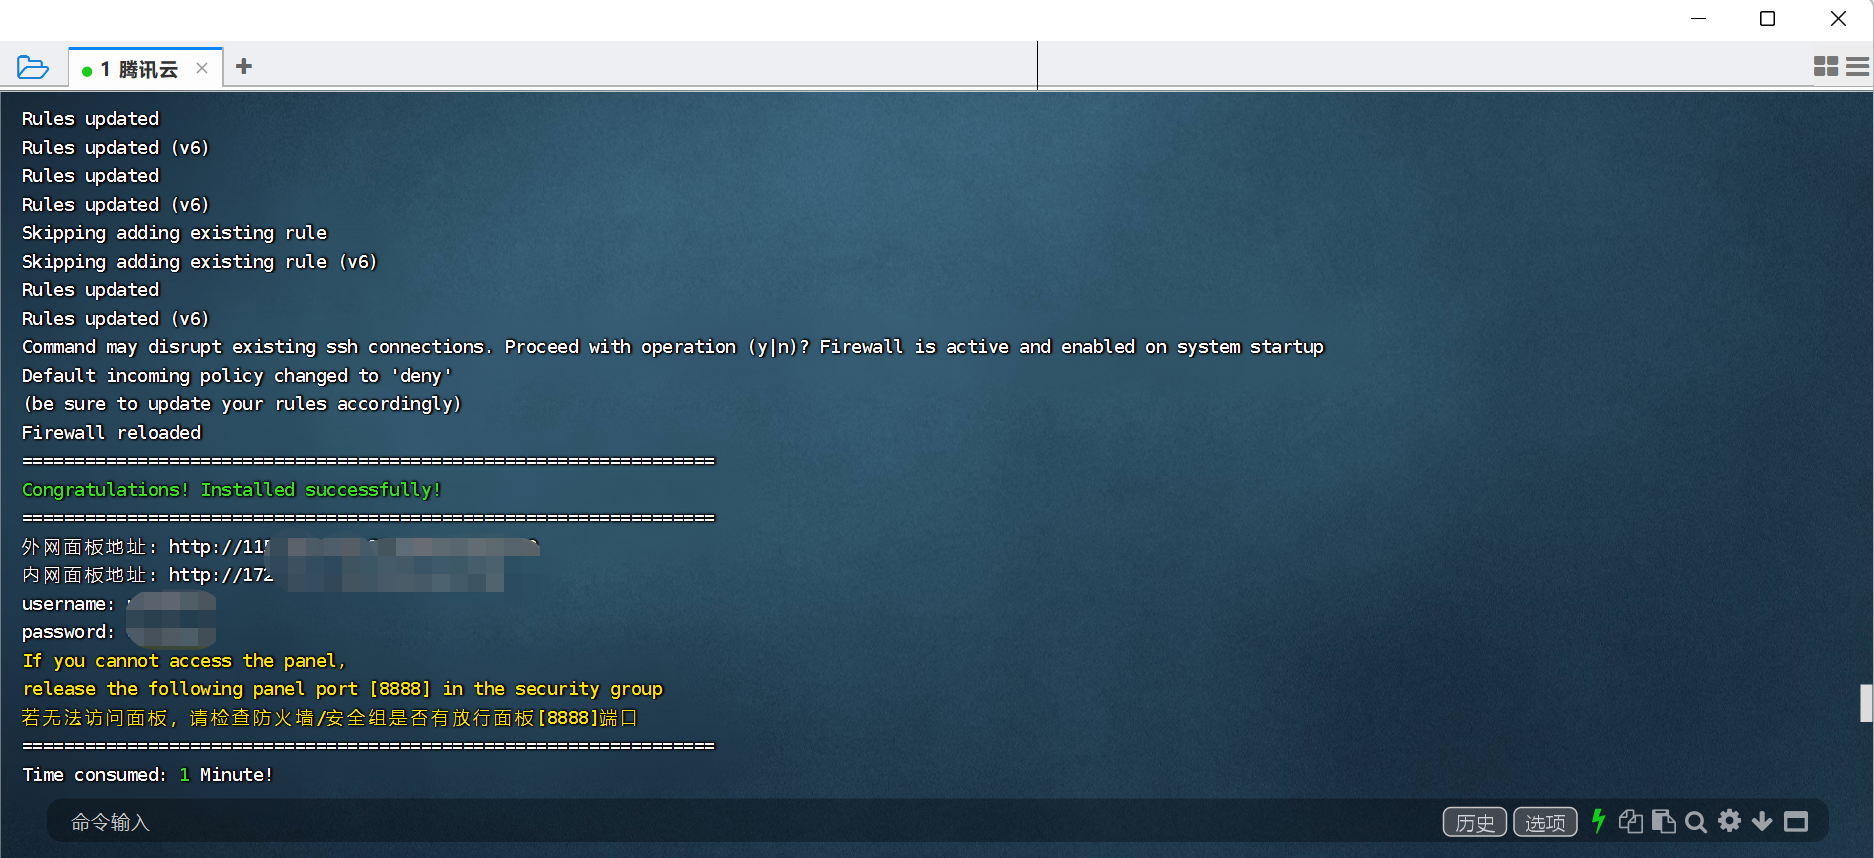 1 腾讯云
Rules updated
Rules updated (v6)
Rules updated
Rules updated (v6)
Skipping adding existing rule
Skipping adding existing rule (v6)
Rules updated
Rules updated (v6)
Command may disrupt existing ssh connections. Proceed with operation (y|n)? Firewall is active and enabled on system startup
Default incoming policy changed to 'deny'
(be sure to update your rules accordingly)
Firewall reloaded
==================================================================
Congratulations! Installed successfully!
==================================================================
外网面板地址: http://11
内网面板地址: http://172
username:
password:
If you cannot access the panel,
release the following panel port [8888] in the security group
若无法访问面板, 请检查防火墙/安全组是否有放行面板[8888]端口
==================================================================
Time consumed: 1 Minute!
命令输入 历史 选项